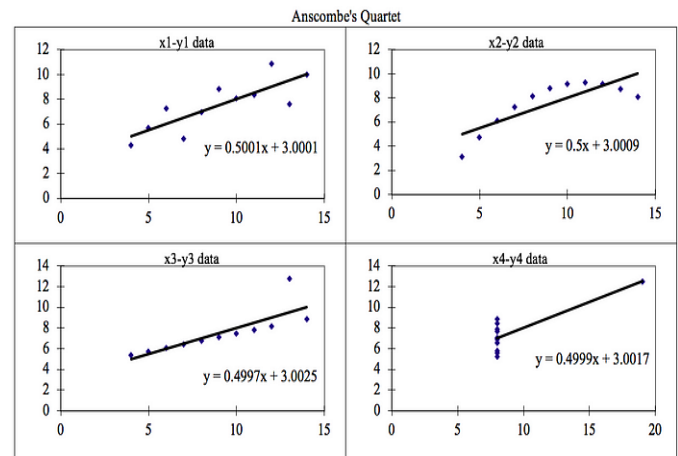 Anscombe's Quartet
x1-y1 data
12
10
8
6
4
2
0
0 5 10 15
y = 0.5001x + 3.0001
x2-y2 data
12
10
8
6
4
2
0
0 5 10 15
y = 0.5x + 3.0009
x3-y3 data
14
12
10
8
6
4
2
0
0 5 10 15
y = 0.4997x + 3.0025
x4-y4 data
14
12
10
8
6
4
2
0
0 5 10 15 20
y = 0.4999x + 3.0017